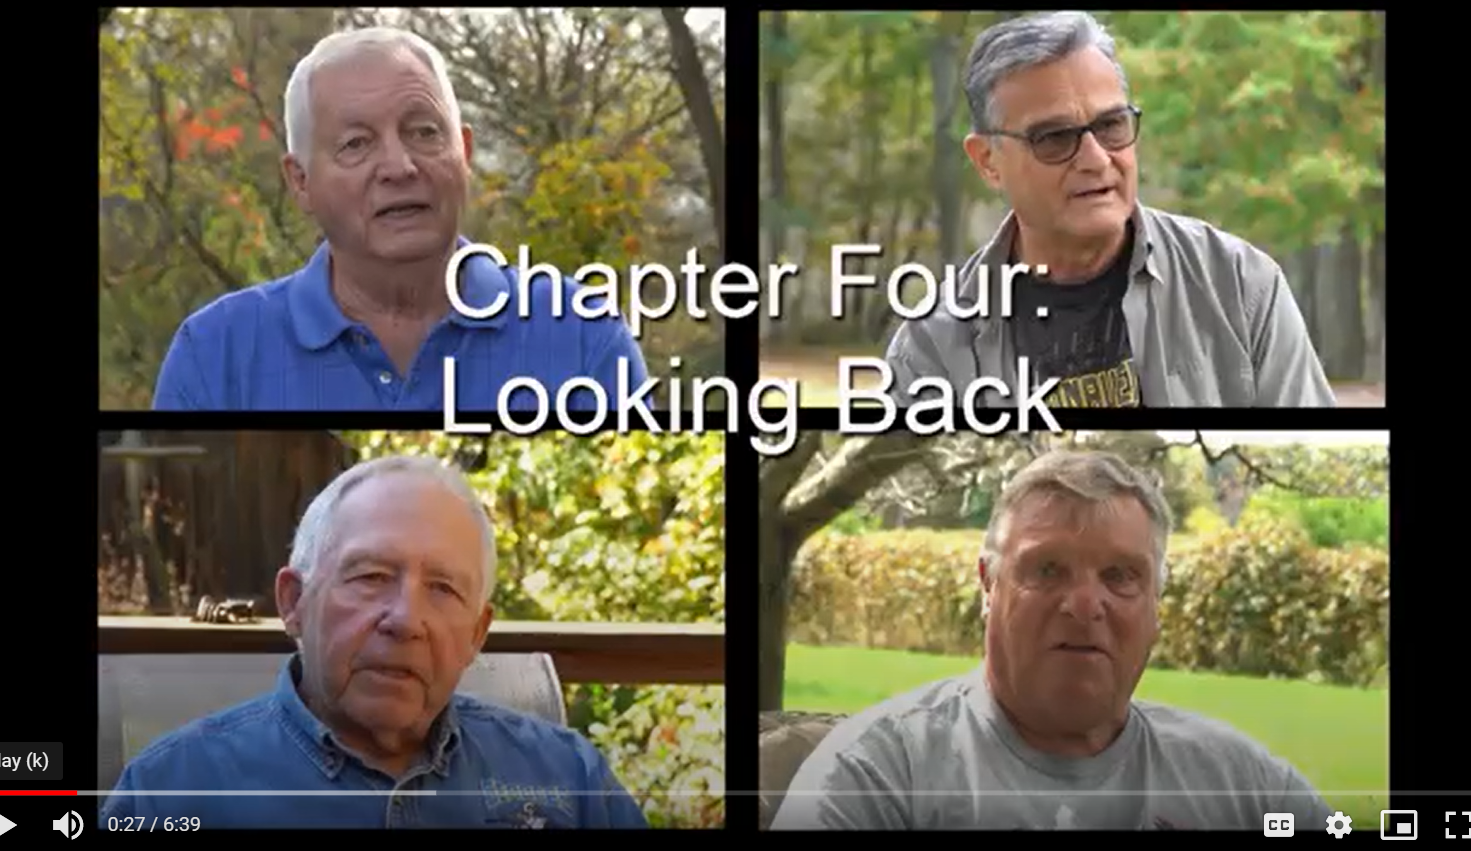 Chapter Four:
Looking Back
lay (k)
0:27 / 6:39
CC